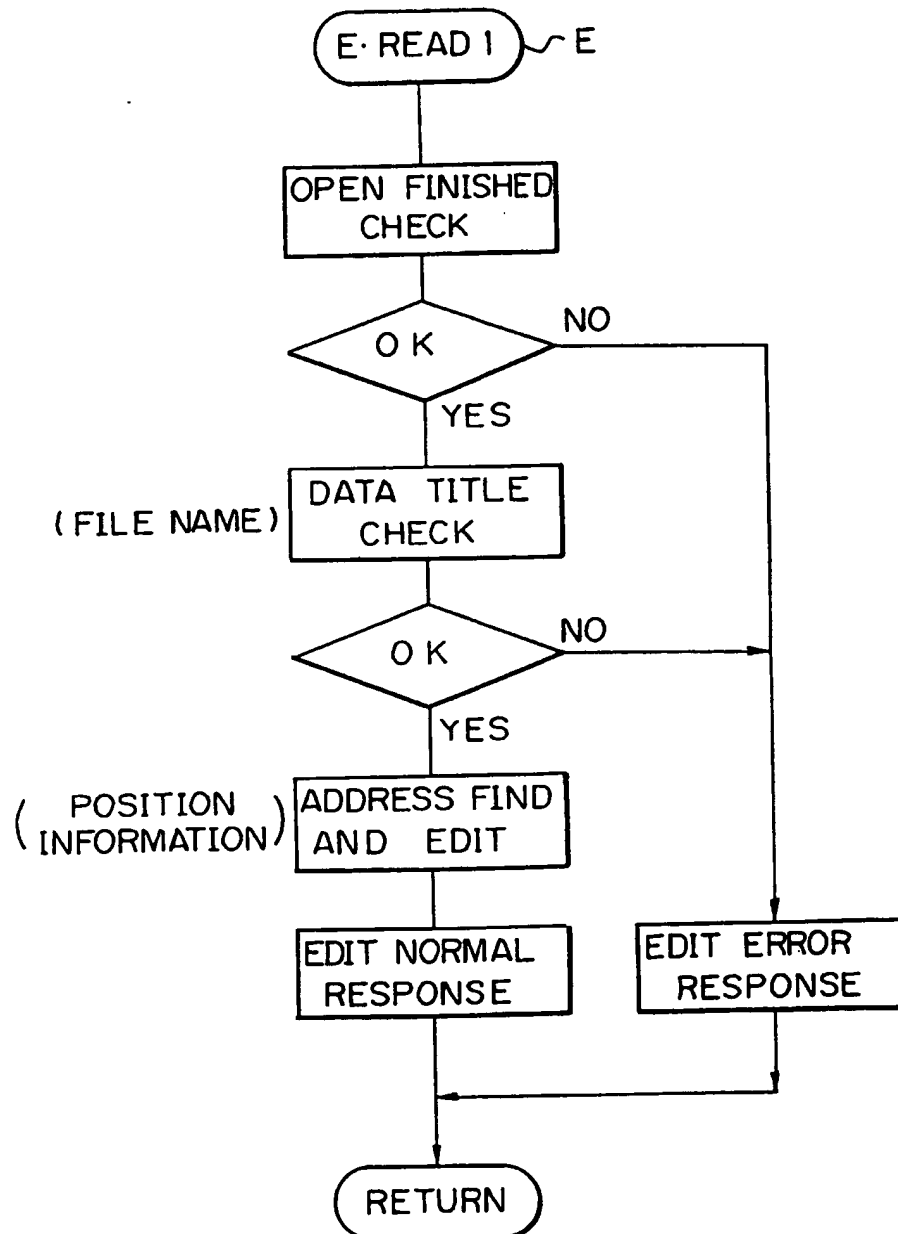 E·READ 1
E
OPEN FINISHED
CHECK
OK
NO
YES
(FILE NAME)
DATA TITLE
CHECK
OK
NO
YES
(POSITION
INFORMATION)
ADDRESS FIND
AND EDIT
EDIT NORMAL
RESPONSE
EDIT ERROR
RESPONSE
RETURN